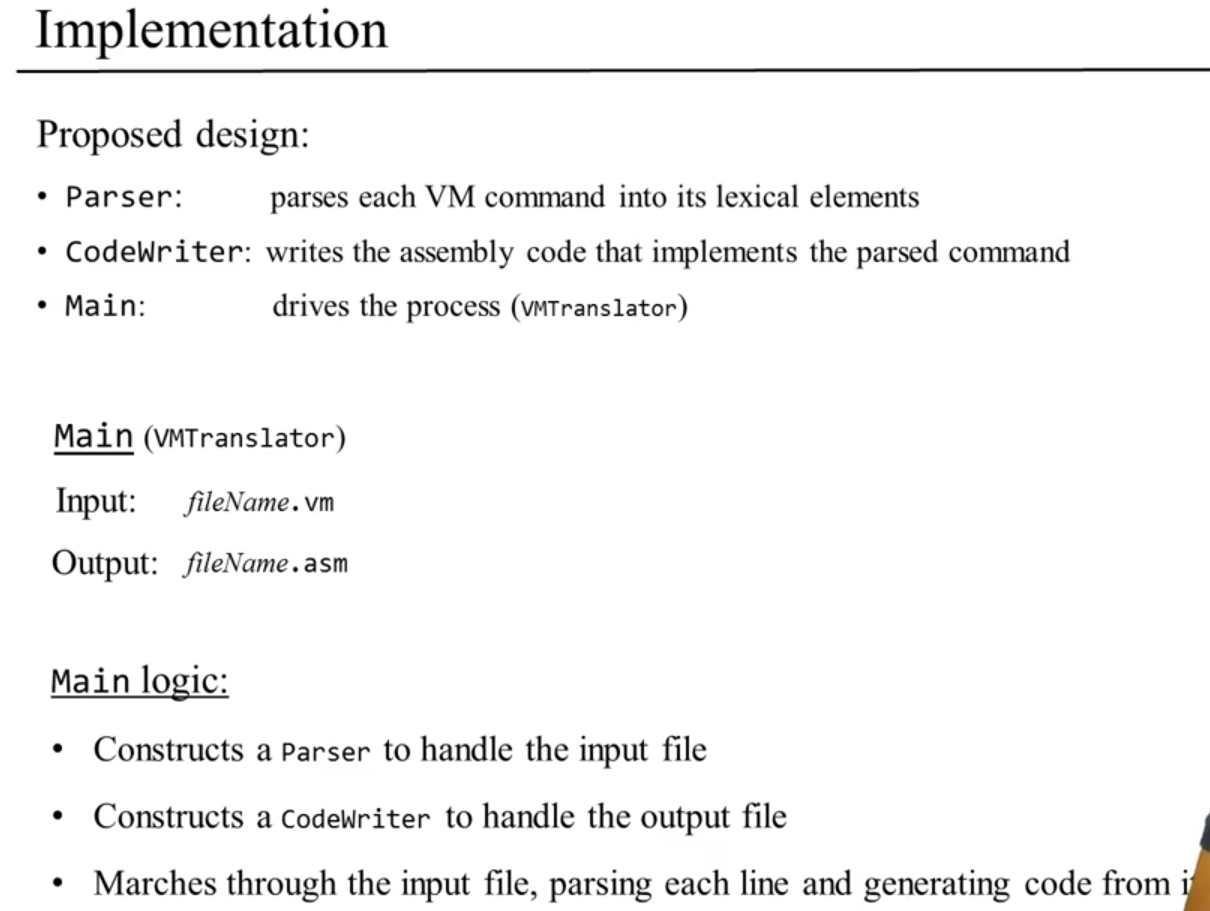 Implementation
Proposed design:
• Parser: parses each VM command into its lexical elements
• CodeWriter: writes the assembly code that implements the parsed command
• Main: drives the process (VMTranslator)
Main (VMTranslator)
Input: fileName.vm
Output: fileName.asm
Main logic:
• Constructs a Parser to handle the input file
• Constructs a CodeWriter to handle the output file
• Marches through the input file, parsing each line and generating code from